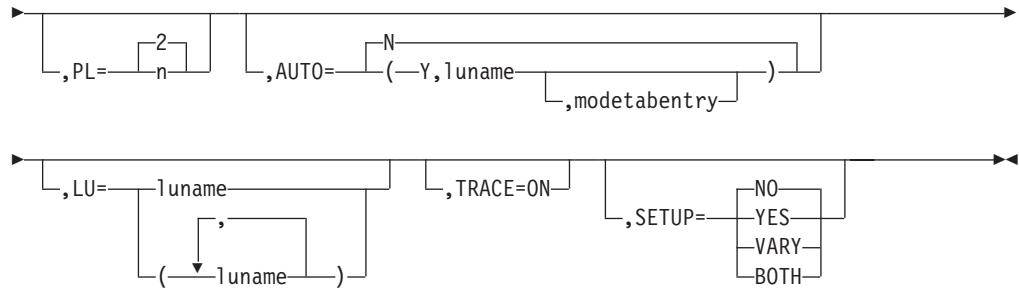 2 N
,PL= n ,AUTO= ( Y,luname )
,modetabentry
,LU= luname ,TRACE=ON NO
, ,SETUP= YES
( luname ) VARY
BOTH